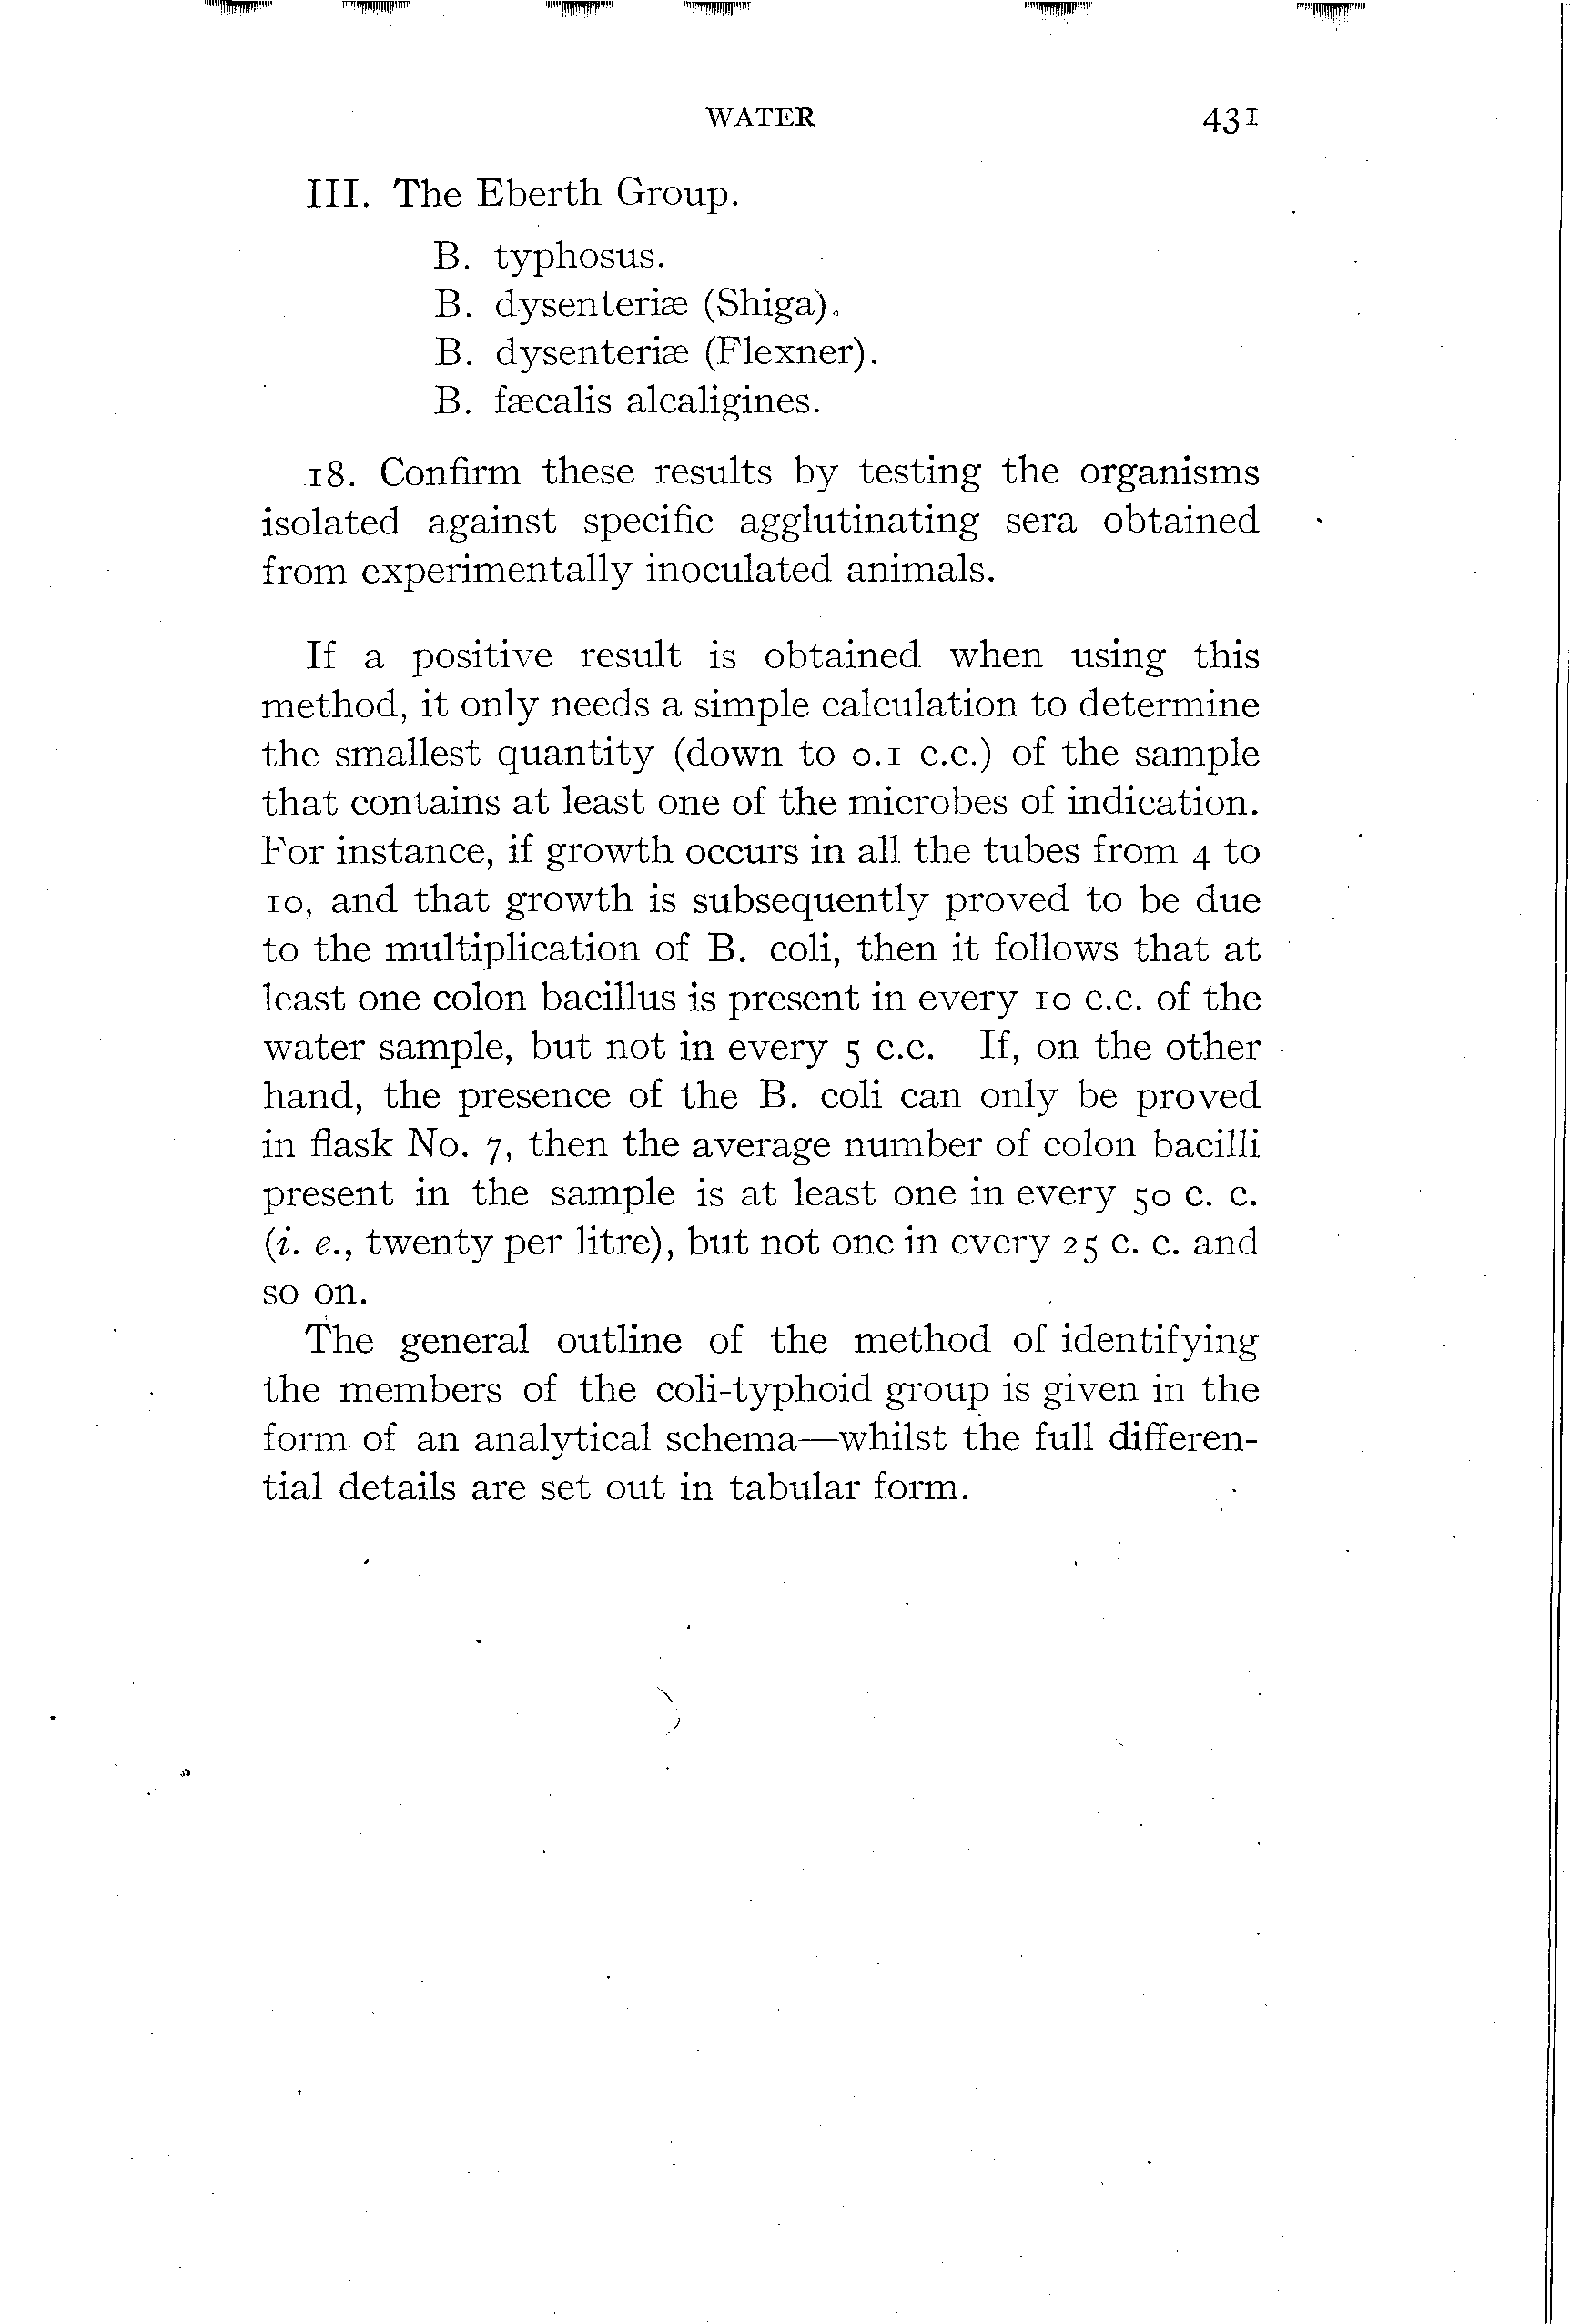 WATER 431
III. The Eberth Group.
B. typhosus.
B. dysenteriæ (Shiga).
B. dysenteriæ (Flexner).
B. fæcalis alcaligines.
18. Confirm these results by testing the organisms
isolated against specific agglutinating sera obtained
from experimentally inoculated animals.
If a positive result is obtained when using this
method, it only needs a simple calculation to determine
the smallest quantity (down to 0.1 c.c.) of the sample
that contains at least one of the microbes of indication.
For instance, if growth occurs in all the tubes from 4 to
10, and that growth is subsequently proved to be due
to the multiplication of B. coli, then it follows that at
least one colon bacillus is present in every 10 c.c. of the
water sample, but not in every 5 c.c. If, on the other
hand, the presence of the B. coli can only be proved
in flask No. 7, then the average number of colon bacilli
present in the sample is at least one in every 50 c. c.
(i. e., twenty per litre), but not one in every 25 c. c. and
so on.
The general outline of the method of identifying
the members of the coli-typhoid group is given in the
form of an analytical schema—whilst the full differen-
tial details are set out in tabular form.